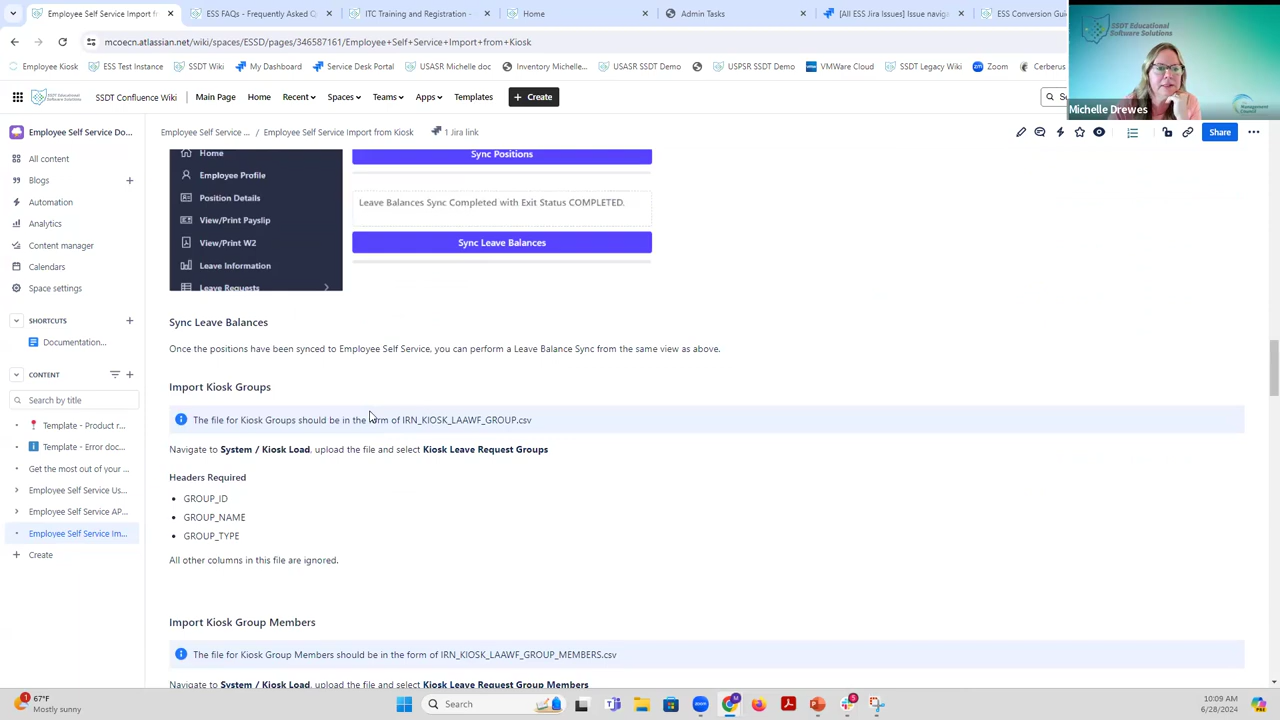 Employee Self Service Import from
ESS FAQs - Frequently Asked Q
ITC Training and Registration -
Home
Admin Tasks
[All ESS Jira Issues] Issue navig
ESS Conversion Guid
mcoecn.atlassian.net/wiki/spaces/ESSD/pages/346587161/Employee+Self+Service+Import+from+Kiosk
Employee Kiosk
ESS Test Instance
SSDT Wiki
My Dashboard
Service Desk Portal
USASR Michelle doc
Inventory Michelle...
USASR SSDT Demo
USPSR SSDT Demo
VMWare Cloud
SSDT Legacy Wiki
Zoom
Cerberus
SSDT Educational
Software Solutions
Management
Council
Michelle Drewes
SSDT Confluence Wiki
Main Page
Home
Recent
Spaces
Teams
Apps
Templates
+ Create
Employee Self Service Do...
Employee Self Service ... / Employee Self Service Import from Kiosk
1 Jira link
Share
All content
Blogs
Automation
Analytics
Content manager
Calendars
Space settings
SHORTCUTS
Documentation...
CONTENT
Search by title
Template - Product r...
Template - Error doc...
Get the most out of your ...
Employee Self Service Us...
Employee Self Service AP...
Employee Self Service Im...
Create
Home
Employee Profile
Position Details
View/Print Payslip
View/Print W2
Leave Information
Leave Requests
Sync Positions
Leave Balances Sync Completed with Exit Status COMPLETED.
Sync Leave Balances
Sync Leave Balances
Once the positions have been synced to Employee Self Service, you can perform a Leave Balance Sync from the same view as above.
Import Kiosk Groups
The file for Kiosk Groups should be in the form of IRN_KIOSK_LAAWF_GROUP.csv
Navigate to System / Kiosk Load, upload the file and select Kiosk Leave Request Groups
Headers Required
• GROUP_ID
• GROUP_NAME
• GROUP_TYPE
All other columns in this file are ignored.
Import Kiosk Group Members
The file for Kiosk Group Members should be in the form of IRN_KIOSK_LAAWF_GROUP_MEMBERS.csv
Navigate to System / Kiosk Load, upload the file and select Kiosk Leave Request Group Members
1
67°F
Mostly sunny
Search
10:09 AM
6/28/2024